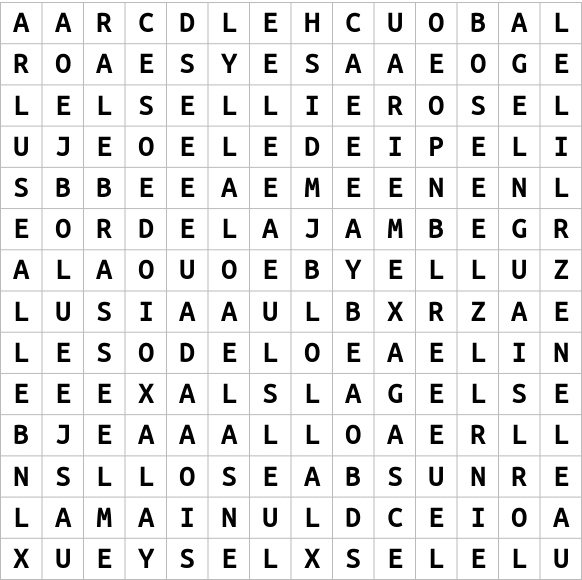 A A R C D L E H C U O B A L
R O A E S Y E S A A E O G E
L E L S E L L I E R O S E L
U J E O E L E D E I P E L I
S B B E E A E M E E N E N L
E O R D E L A J A M B E G R
A L A O U O E B Y E L L U Z
L U S I A A U L B X R Z A E
L E S O D E L O E A E L I N
E E E X A L S L A G E L S E
B J E A A A L L O A E R L L
N S L L O S E A B S U N R E
L A M A I N U L D C E I O A
X U E Y S E L X S E L E L U